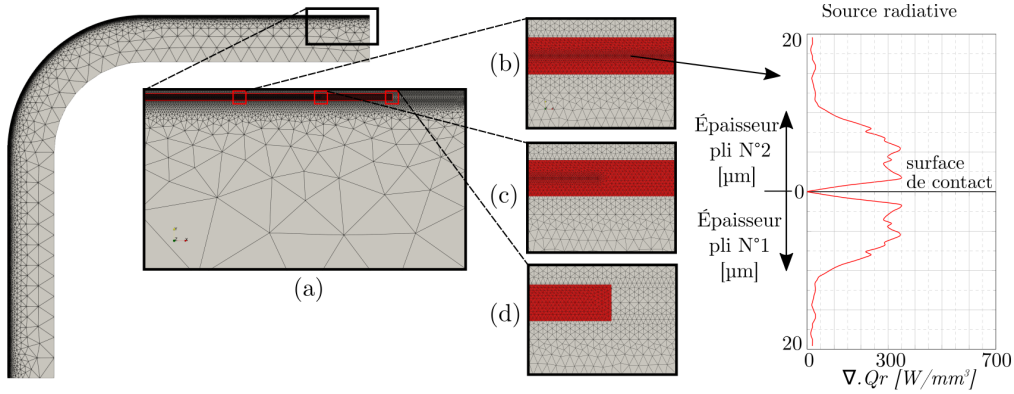 (a)
(b)
(c)
(d)
Source radiative
20
Épaisseur
pli N°2
[µm]
surface
de contact
0
Épaisseur
pli N°1
[µm]
20
0
300
700
∇.Qr [W/mm³]